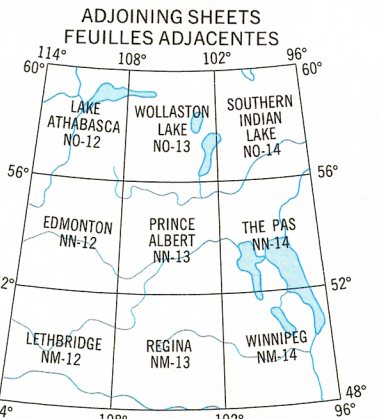 ADJOINING SHEETS
FEUILLES ADJACENTES
114° 108° 102° 96°
60° 60°
LAKE
ATHABASCA
NO-12
WOLLASTON
LAKE
NO-13
SOUTHERN
INDIAN
LAKE
NO-14
56° 56°
EDMONTON
NN-12
PRINCE
ALBERT
NN-13
THE PAS
NN-14
2° 52°
LETHBRIDGE
NM-12
REGINA
NM-13
WINNIPEG
NM-14
48°
4° 96°